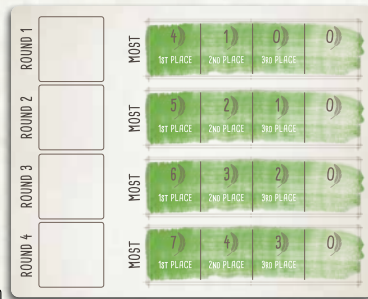 ROUND 1
MOST
4 1 0 0
1ST PLACE 2ND PLACE 3RD PLACE
ROUND 2
MOST
5 2 1 0
1ST PLACE 2ND PLACE 3RD PLACE
ROUND 3
MOST
6 3 2 0
1ST PLACE 2ND PLACE 3RD PLACE
ROUND 4
MOST
7 4 3 0
1ST PLACE 2ND PLACE 3RD PLACE